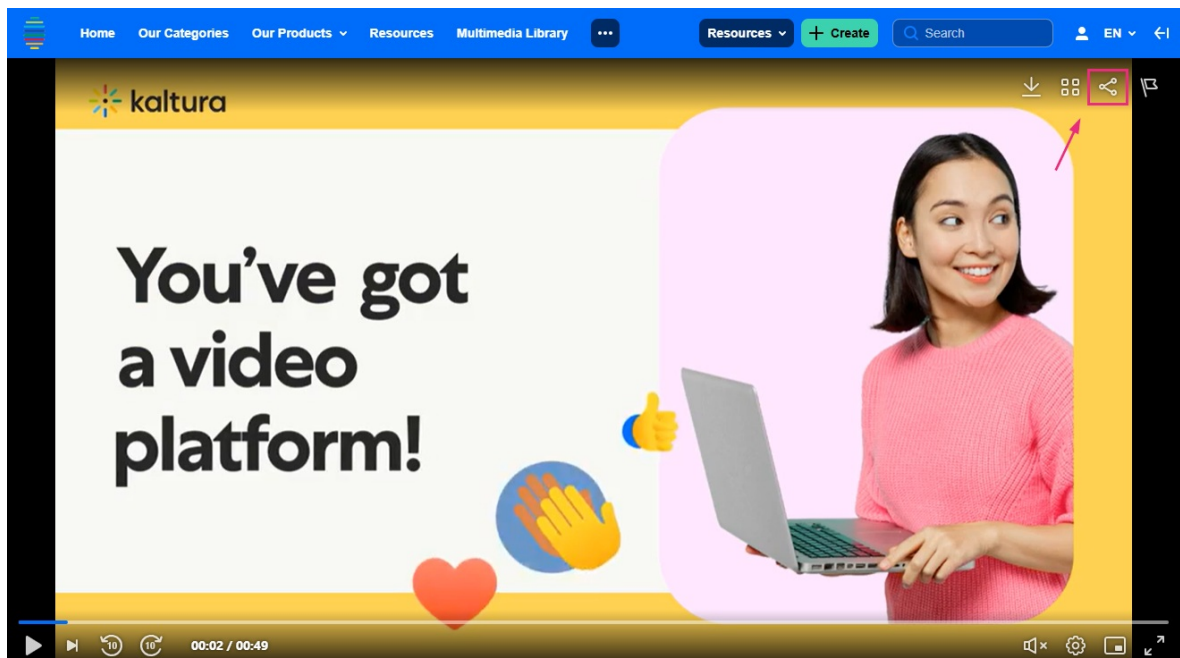 Home Our Categories Our Products Resources Multimedia Library ... Resources + Create Search EN
kaltura
You've got
a video
platform!
10 10 00:02 / 00:49